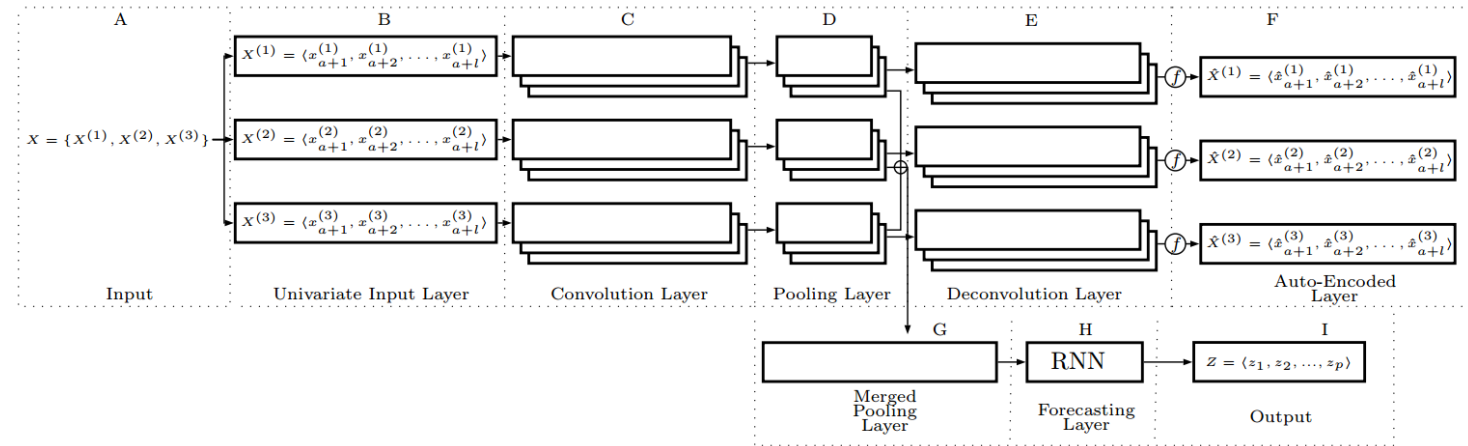 A B C D E F
X = {X^(1), X^(2), X^(3)}
X^(1) = ⟨x^(1)_{a+1}, x^(1)_{a+2}, . . . , x^(1)_{a+l}⟩
X^(2) = ⟨x^(2)_{a+1}, x^(2)_{a+2}, . . . , x^(2)_{a+l}⟩
X^(3) = ⟨x^(3)_{a+1}, x^(3)_{a+2}, . . . , x^(3)_{a+l}⟩
f
f
f
X̂^(1) = ⟨x̂^(1)_{a+1}, x̂^(1)_{a+2}, . . . , x̂^(1)_{a+l}⟩
X̂^(2) = ⟨x̂^(2)_{a+1}, x̂^(2)_{a+2}, . . . , x̂^(2)_{a+l}⟩
X̂^(3) = ⟨x̂^(3)_{a+1}, x̂^(3)_{a+2}, . . . , x̂^(3)_{a+l}⟩
Input
Univariate Input Layer
Convolution Layer
Pooling Layer
Deconvolution Layer
Auto-Encoded
Layer
G H I
RNN
Z = ⟨z_1, z_2, ..., z_p⟩
Merged
Pooling
Layer
Forecasting
Layer
Output